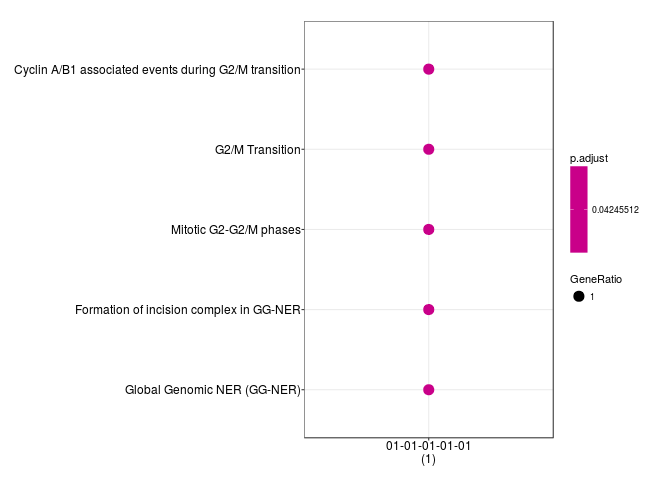 Cyclin A/B1 associated events during G2/M transition
G2/M Transition
Mitotic G2-G2/M phases
Formation of incision complex in GG-NER
Global Genomic NER (GG-NER)
01-01-01-01-01
(1)
p.adjust
0.04245512
GeneRatio
1